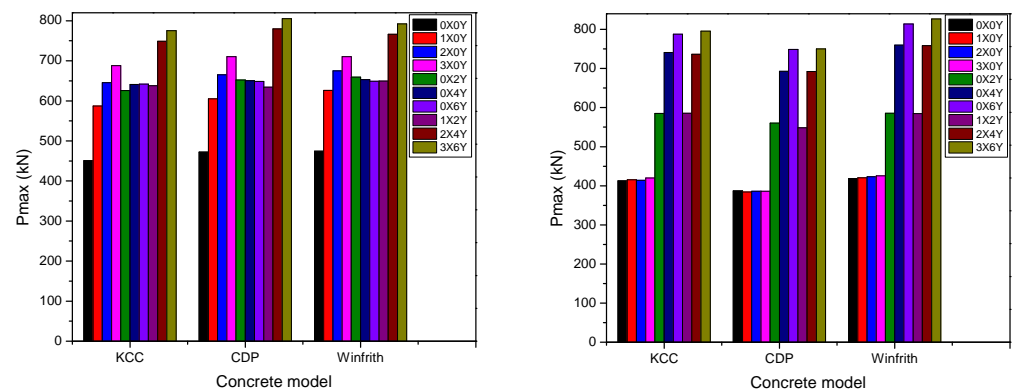 800
700
600
500
400
300
200
100
0
Pmax (kN)
KCC CDP Winfrith
Concrete model
0X0Y
1X0Y
2X0Y
3X0Y
0X2Y
0X4Y
0X6Y
1X2Y
2X4Y
3X6Y
800
700
600
500
400
300
200
100
0
Pmax (kN)
KCC CDP Winfrith
Concrete model
0X0Y
1X0Y
2X0Y
3X0Y
0X2Y
0X4Y
0X6Y
1X2Y
2X4Y
3X6Y